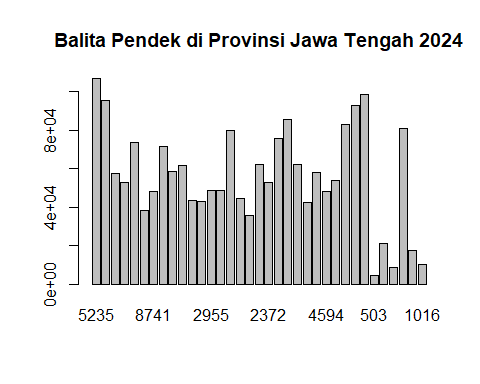 Balita Pendek di Provinsi Jawa Tengah 2024
8e+04
4e+04
0e+00
5235 8741 2955 2372 4594 503 1016